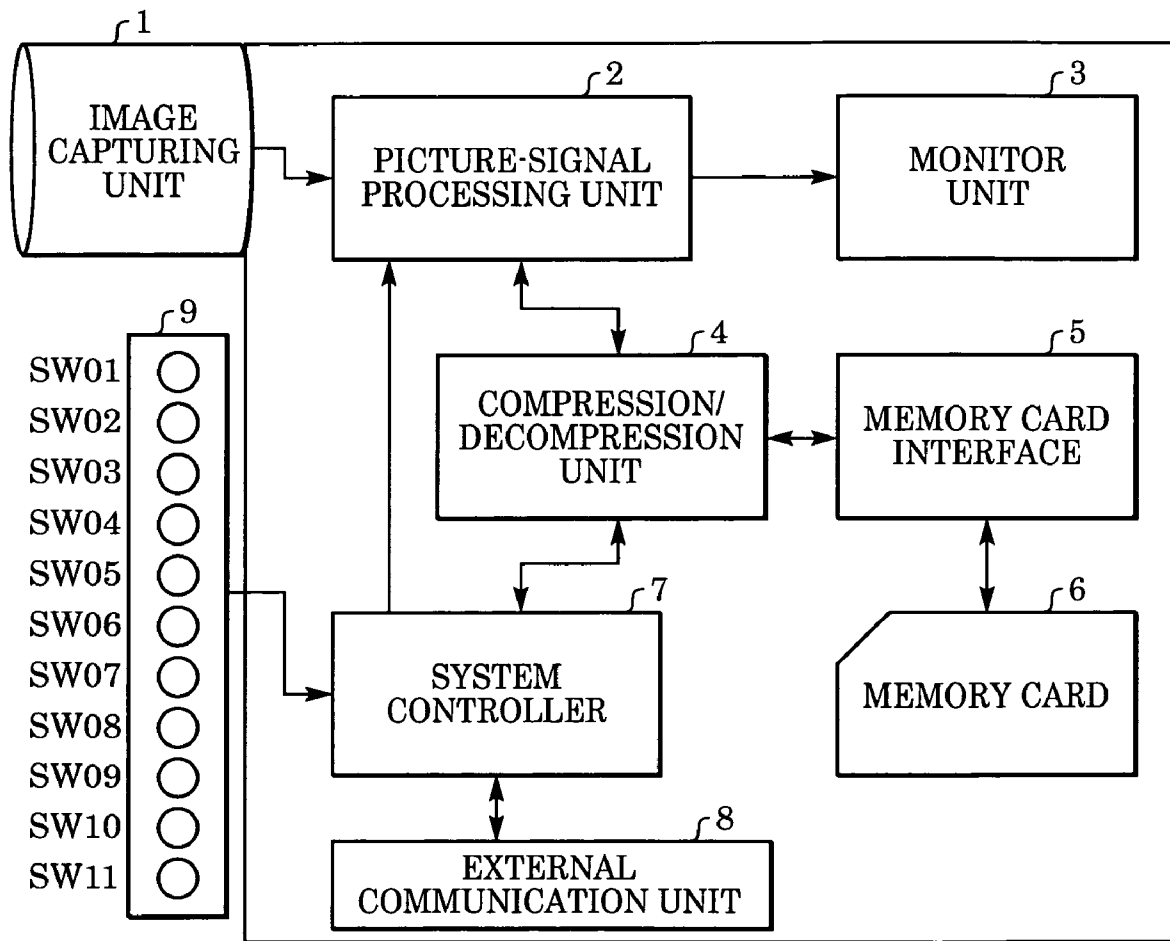 1
IMAGE
CAPTURING
UNIT
2
PICTURE-SIGNAL
PROCESSING UNIT
3
MONITOR
UNIT
9
SW01
SW02
SW03
SW04
SW05
SW06
SW07
SW08
SW09
SW10
SW11
4
COMPRESSION/
DECOMPRESSION
UNIT
5
MEMORY CARD
INTERFACE
7
SYSTEM
CONTROLLER
6
MEMORY CARD
8
EXTERNAL
COMMUNICATION UNIT